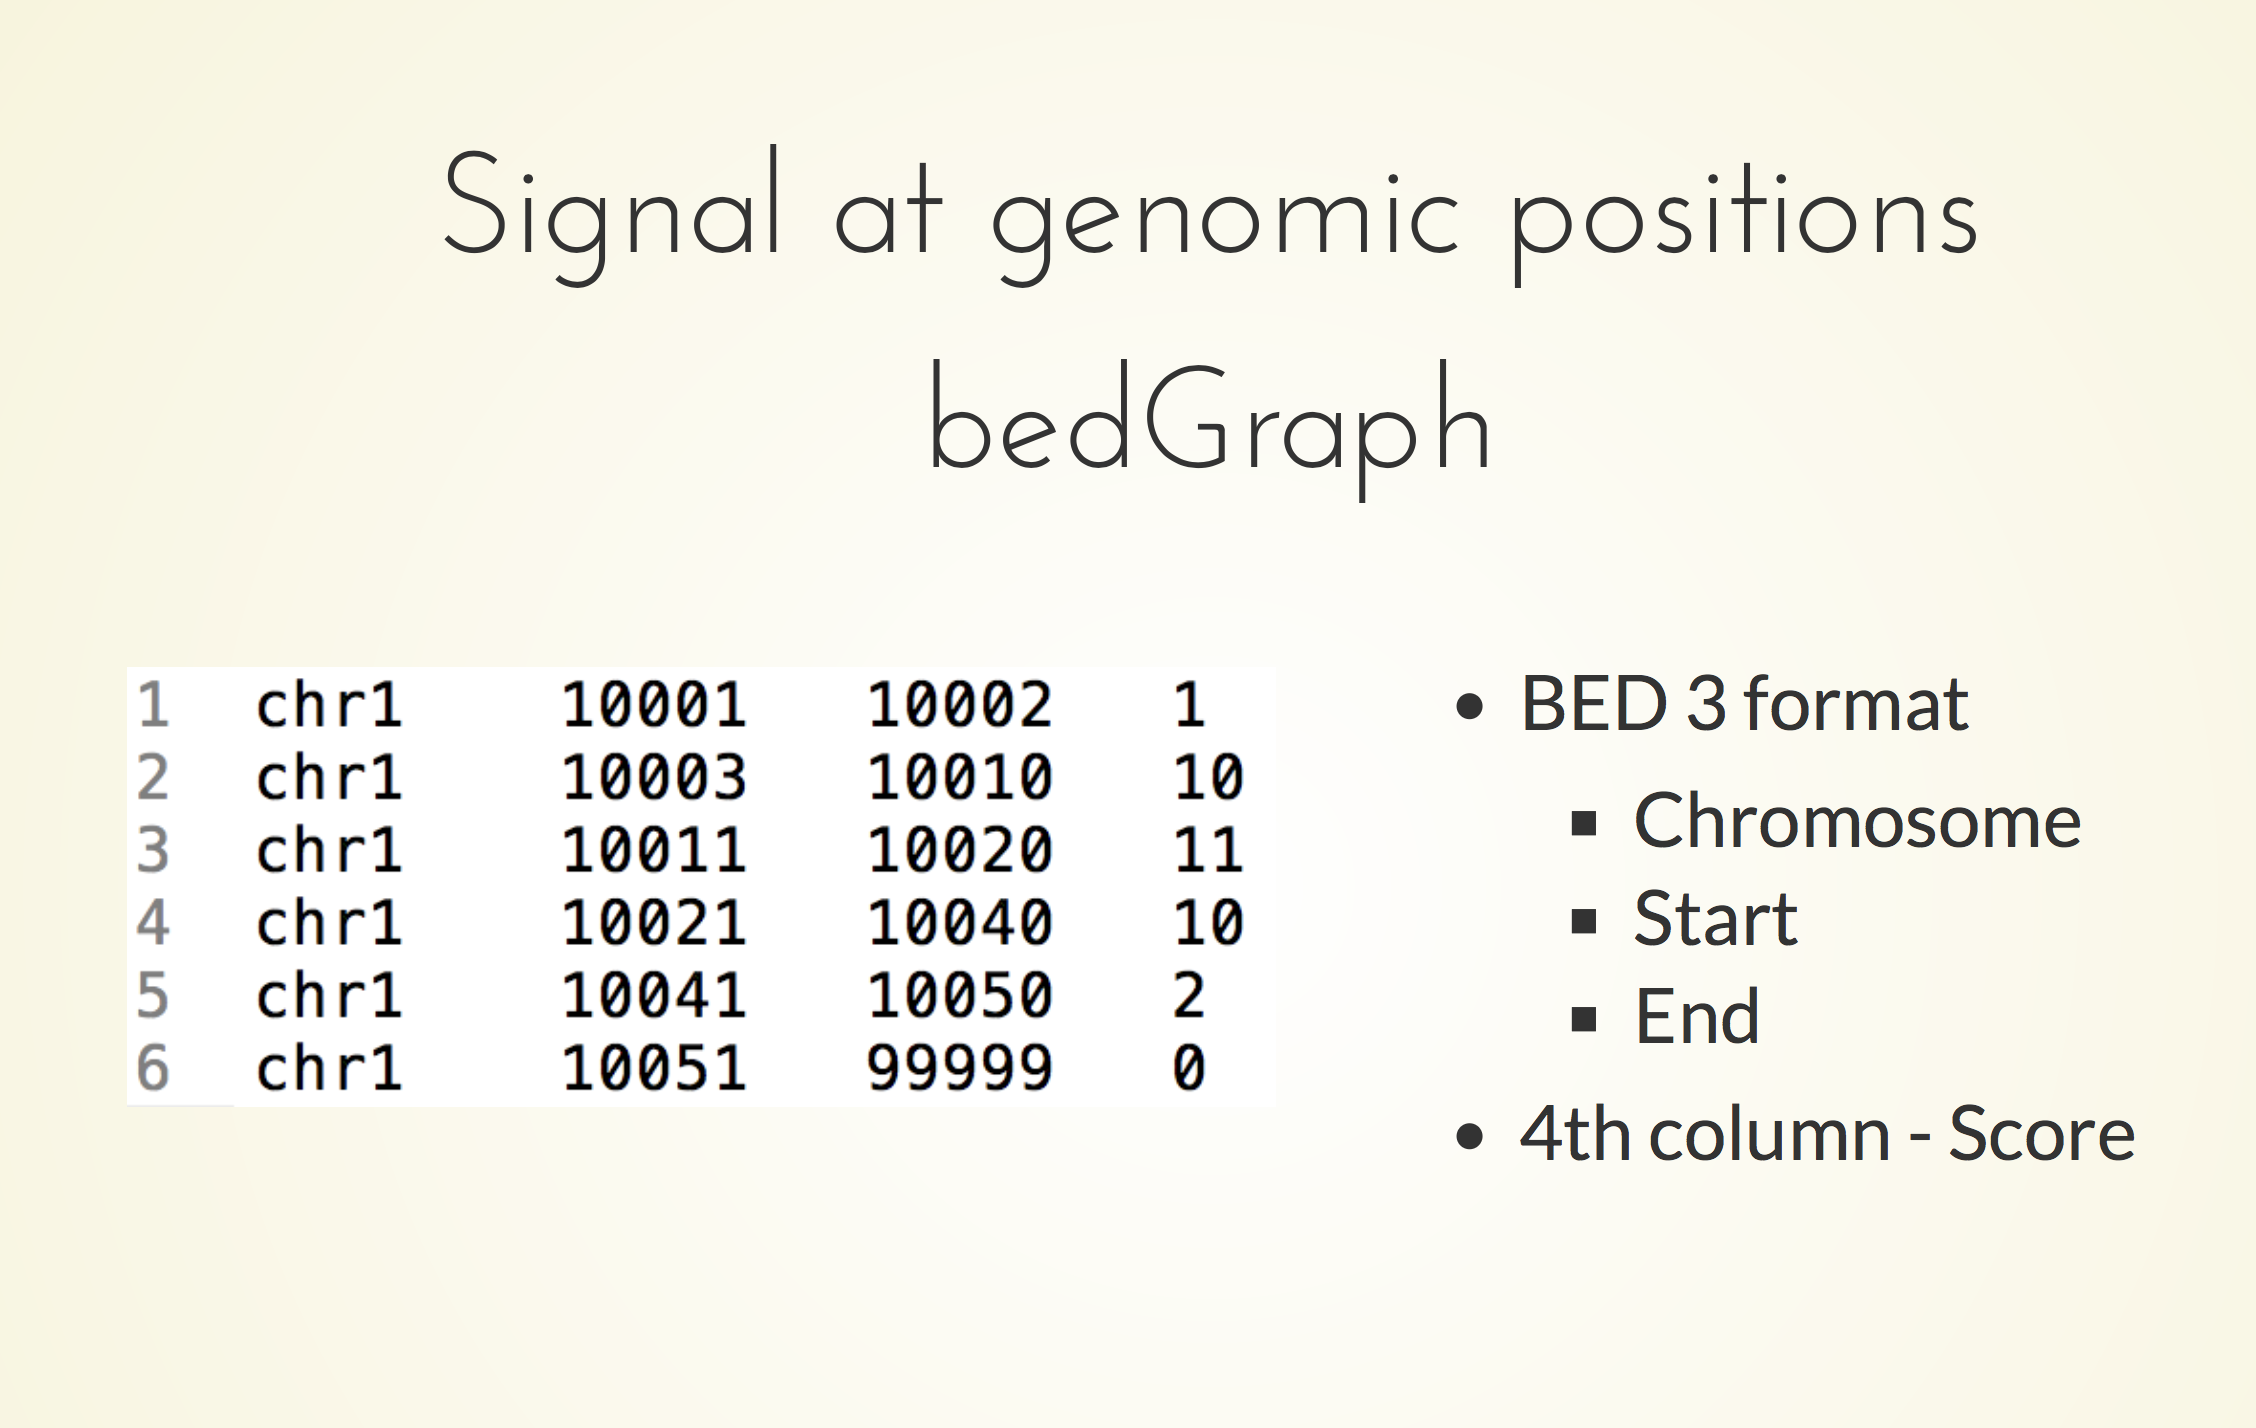 Signal at genomic positions
bedGraph
1 chr1 10001 10002 1
2 chr1 10003 10010 10
3 chr1 10011 10020 11
4 chr1 10021 10040 10
5 chr1 10041 10050 2
6 chr1 10051 99999 0
• BED 3 format
▪ Chromosome
▪ Start
▪ End
• 4th column - Score